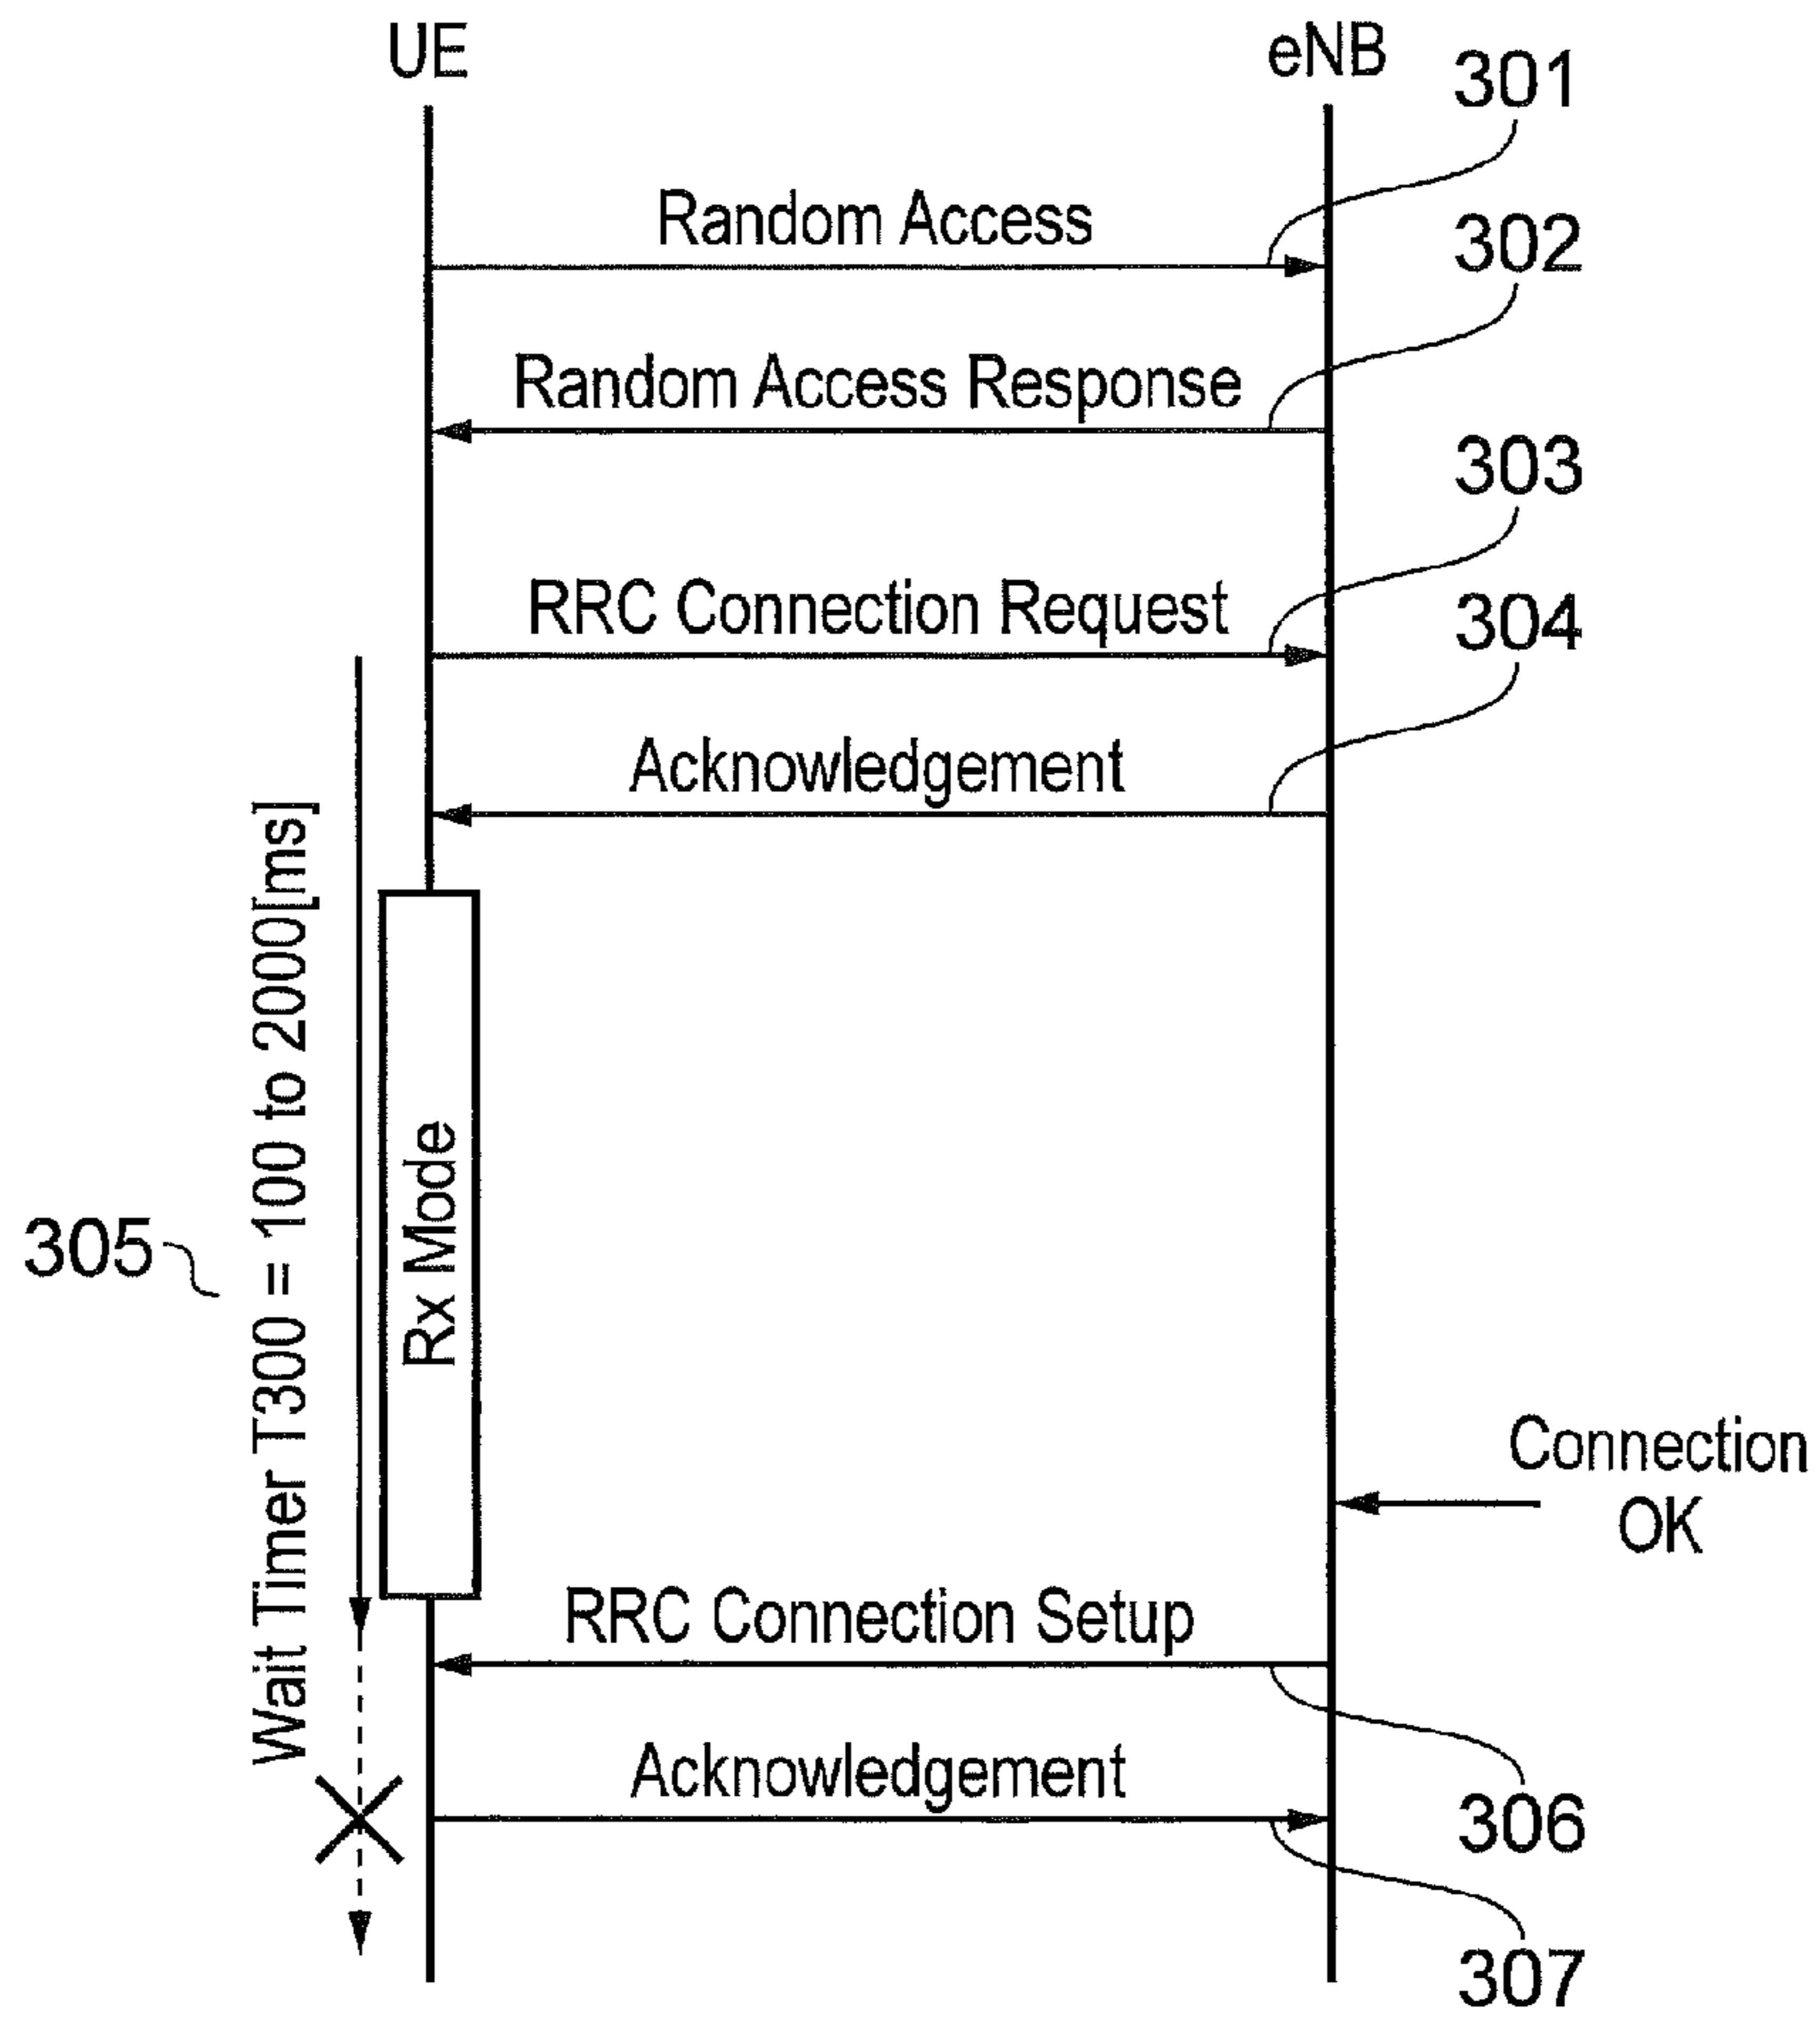 UE
eNB
301
Random Access
302
Random Access Response
303
RRC Connection Request
304
Acknowledgement
Wait Timer T300 = 100 to 2000[ms]
305
Rx Mode
Connection
OK
RRC Connection Setup
306
Acknowledgement
307